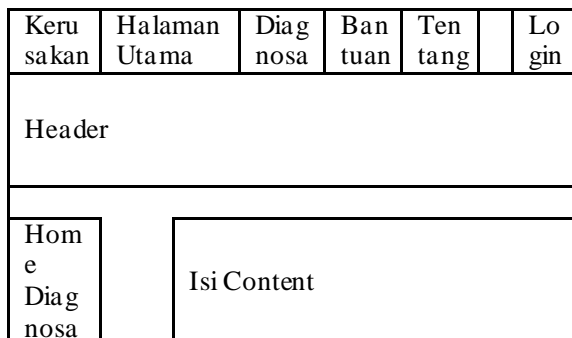 Keru Halaman Diag Ban Ten Lo
sakan Utama nosa tuan tang gin
Header
Hom
e
Isi Content
Diag
nosa